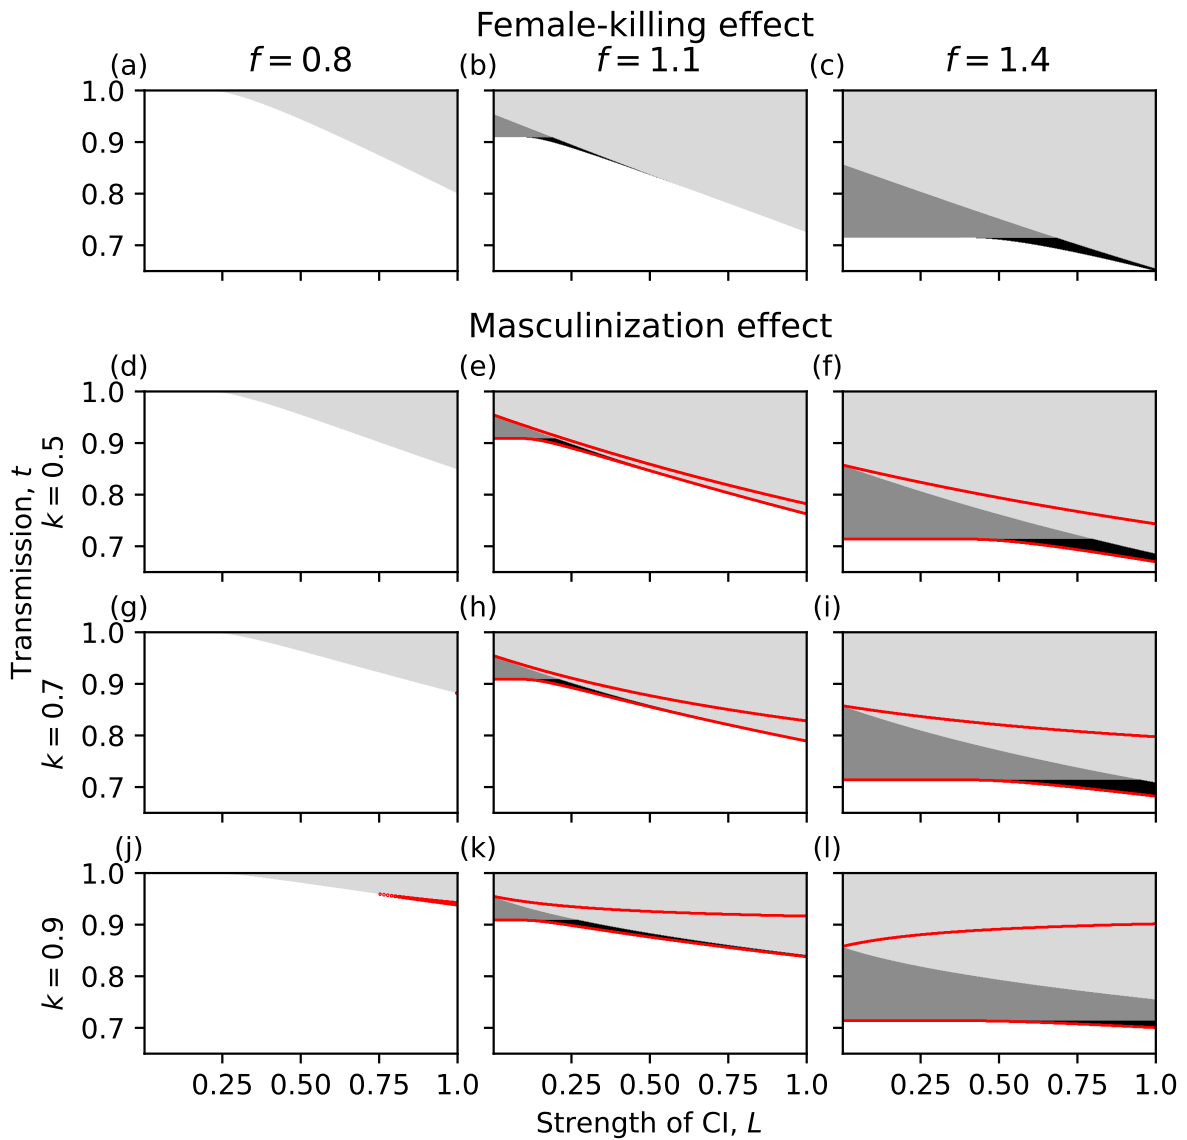 Female-killing effect
(a) f = 0.8 (b) f = 1.1 (c) f = 1.4
1.0
0.9
0.8
0.7
Masculinization effect
(d) (e) (f)
1.0
0.9
0.8
0.7
k = 0.5
(g) (h) (i)
1.0
0.9
0.8
0.7
k = 0.7
(j) (k) (l)
1.0
0.9
0.8
0.7
k = 0.9
Transmission, t
0.25 0.50 0.75 1.0 0.25 0.50 0.75 1.0 0.25 0.50 0.75 1.0
Strength of CI, L